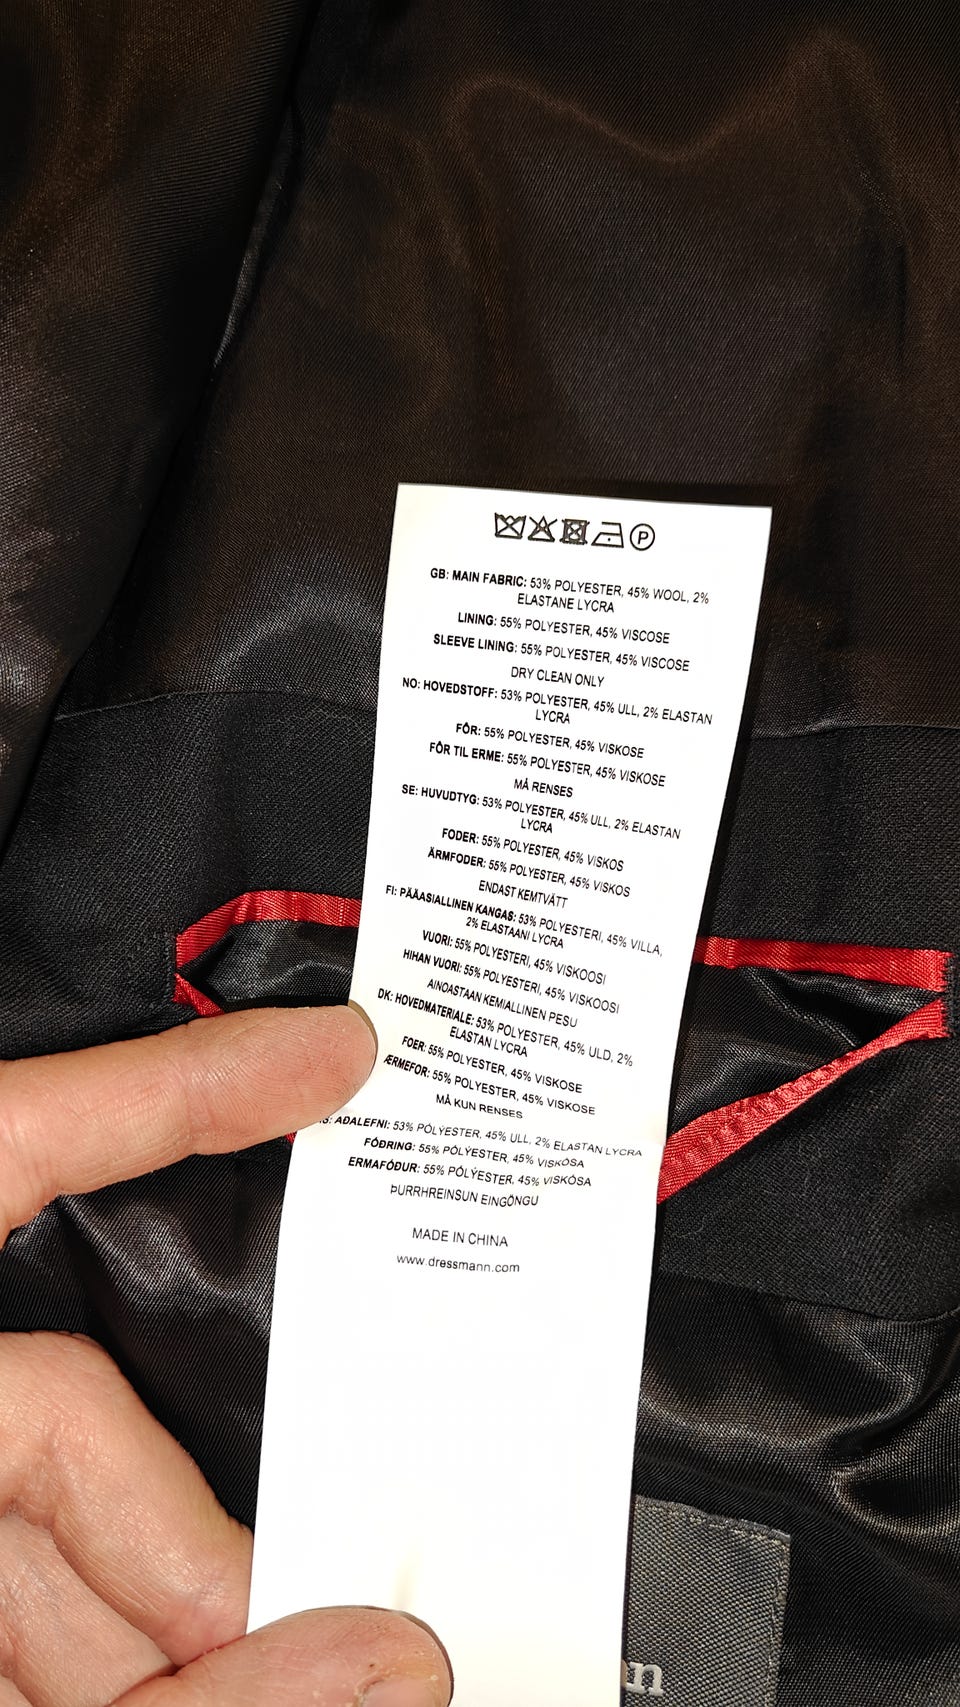 P
GB: MAIN FABRIC: 53% POLYESTER, 45% WOOL, 2%
ELASTANE LYCRA
LINING: 55% POLYESTER, 45% VISCOSE
SLEEVE LINING: 55% POLYESTER, 45% VISCOSE
DRY CLEAN ONLY
NO: HOVEDSTOFF: 53% POLYESTER, 45% ULL, 2% ELASTAN
LYCRA
FÔR: 55% POLYESTER, 45% VISKOSE
FÔR TIL ERME: 55% POLYESTER, 45% VISKOSE
MÅ RENSES
SE: HUVUDTYG: 53% POLYESTER, 45% ULL, 2% ELASTAN
LYCRA
FODER: 55% POLYESTER, 45% VISKOS
ÄRMFODER: 55% POLYESTER, 45% VISKOS
ENDAST KEMTVÄTT
FI: PÄÄASIALLINEN KANGAS: 53% POLYESTERI, 45% VILLA,
2% ELASTAANI LYCRA
VUORI: 55% POLYESTERI, 45% VISKOOSI
HIHAN VUORI: 55% POLYESTERI, 45% VISKOOSI
AINOASTAAN KEMIALLINEN PESU
DK: HOVEDMATERIALE: 53% POLYESTER, 45% ULD, 2%
ELASTAN LYCRA
FOER: 55% POLYESTER, 45% VISKOSE
ÆRMEFOR: 55% POLYESTER, 45% VISKOSE
MÅ KUN RENSES
IS: AÐALEFNI: 53% PÓLÝESTER, 45% ULL, 2% ELASTAN LYCRA
FÓÐRING: 55% PÓLÝESTER, 45% VISKÓSA
ERMAFÓÐUR: 55% PÓLÝESTER, 45% VISKÓSA
ÞURRHREINSUN EINGÖNGU
MADE IN CHINA
www.dressmann.com